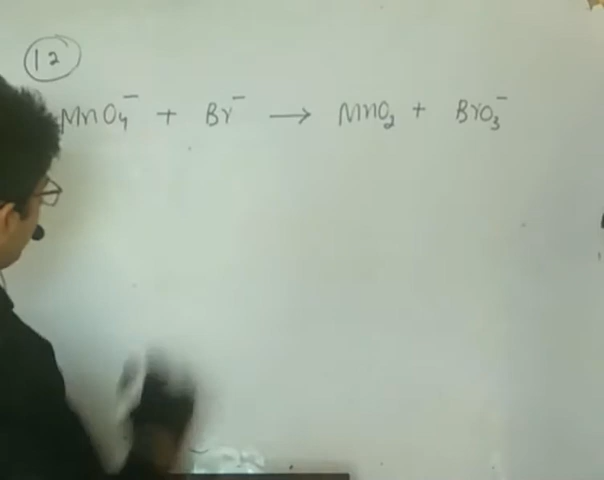 12
MnO₄⁻ + Br⁻ → MnO₂ + BrO₃⁻